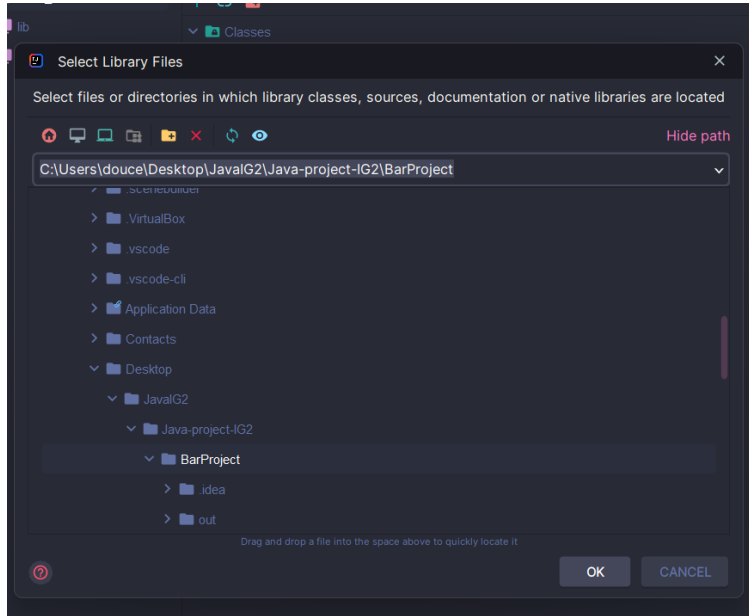 lib
Classes
Select Library Files
Select files or directories in which library classes, sources, documentation or native libraries are located
Hide path
C:\Users\douce\Desktop\JavaIG2\Java-project-IG2\BarProject
.scenebuilder
.VirtualBox
.vscode
.vscode-cli
Application Data
Contacts
Desktop
JavaIG2
Java-project-IG2
BarProject
.idea
out
Drag and drop a file into the space above to quickly locate it
?
OK
CANCEL